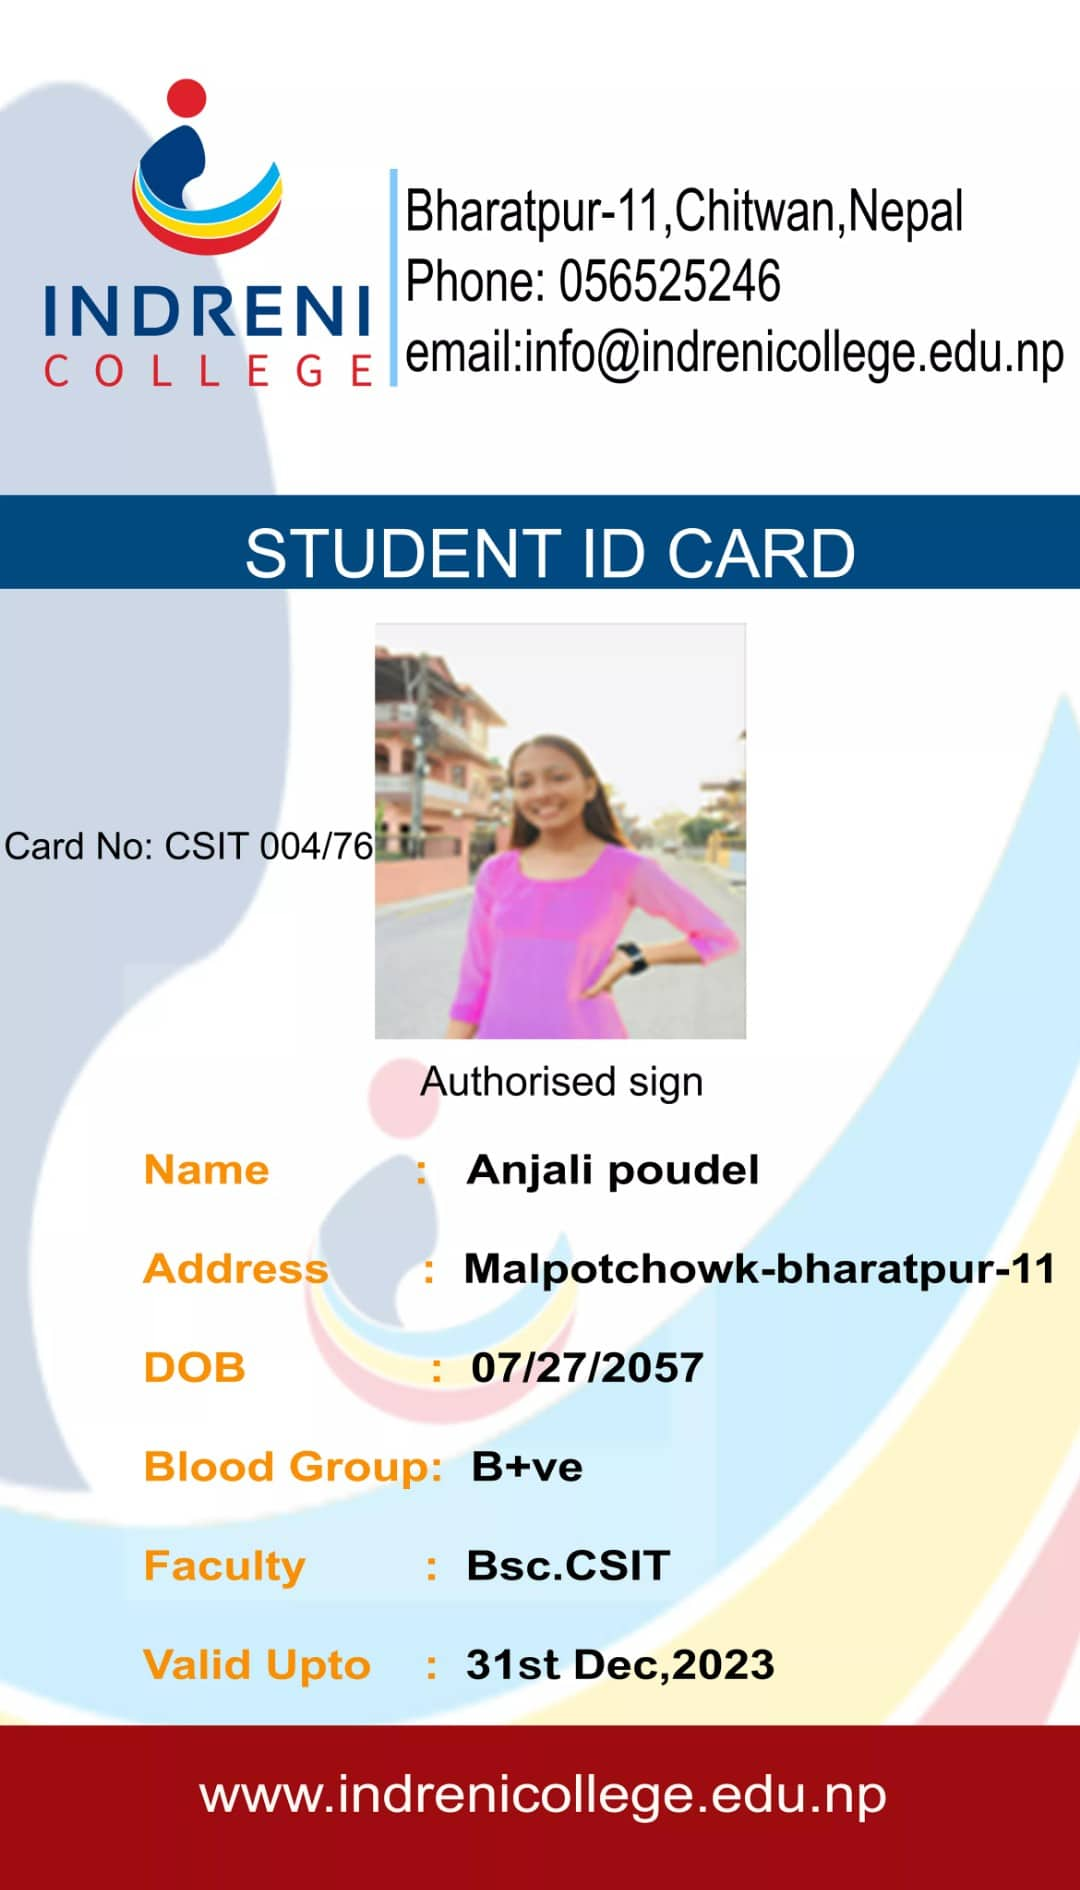 INDRENI
COLLEGE
Bharatpur-11,Chitwan,Nepal
Phone: 056525246
email:info@indrenicollege.edu.np
STUDENT ID CARD
Card No: CSIT 004/76
Authorised sign
Name : Anjali poudel
Address : Malpotchowk-bharatpur-11
DOB : 07/27/2057
Blood Group: B+ve
Faculty : Bsc.CSIT
Valid Upto : 31st Dec,2023
www.indrenicollege.edu.np